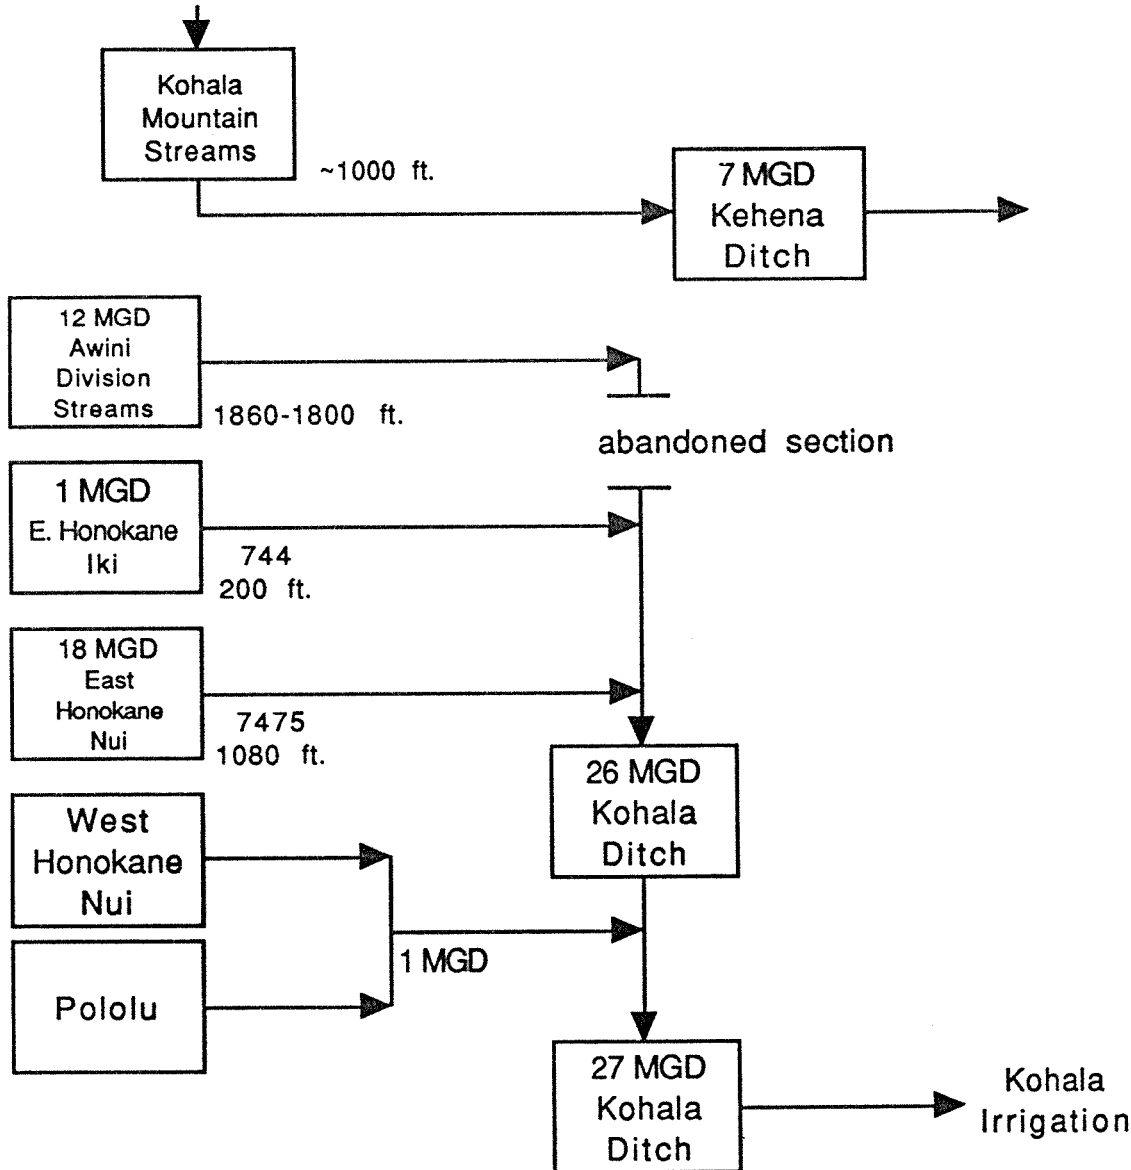 Kohala
Mountain
Streams
~1000 ft.
7 MGD
Kehena
Ditch
12 MGD
Awini
Division
Streams
1860-1800 ft.
abandoned section
1 MGD
E. Honokane
Iki
744
200 ft.
18 MGD
East
Honokane
Nui
7475
1080 ft.
26 MGD
Kohala
Ditch
West
Honokane
Nui
1 MGD
Pololu
27 MGD
Kohala
Ditch
Kohala
Irrigation